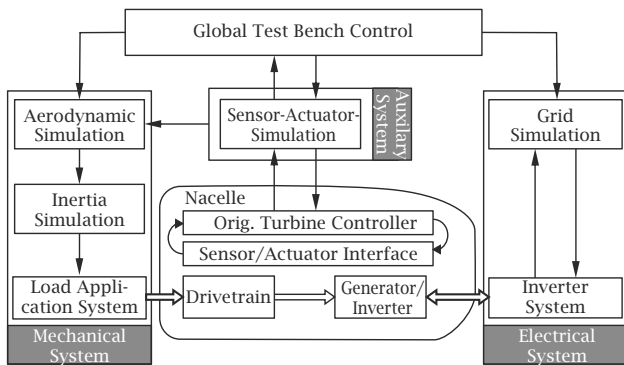 Global Test Bench Control
Aerodynamic
Simulation
Sensor-Actuator-
Simulation
Auxilary
System
Grid
Simulation
Inertia
Simulation
Nacelle
Orig. Turbine Controller
Sensor/Actuator Interface
Load Appli-
cation System
Drivetrain
Generator/
Inverter
Inverter
System
Mechanical
System
Electrical
System